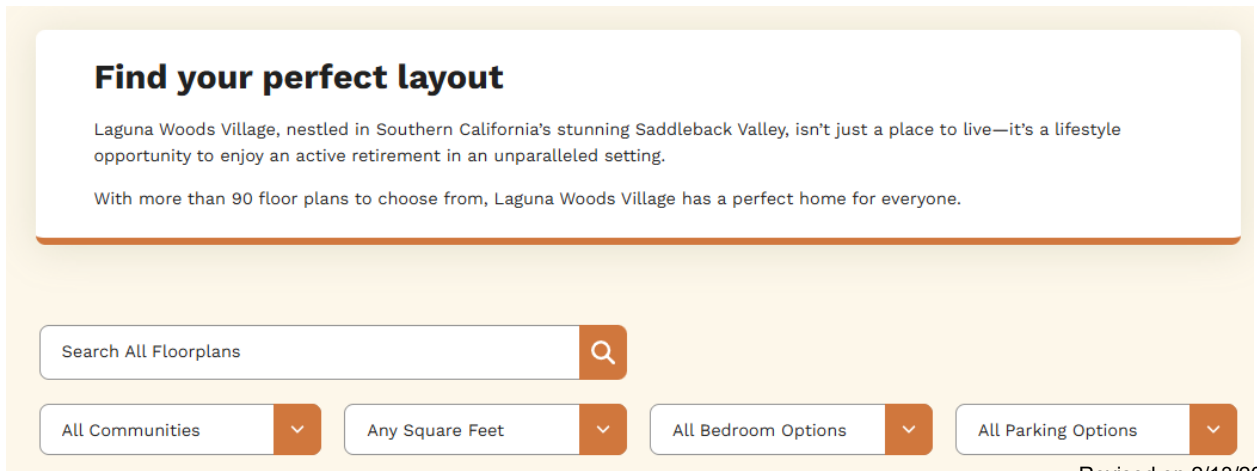 Find your perfect layout
Laguna Woods Village, nestled in Southern California’s stunning Saddleback Valley, isn’t just a place to live—it’s a lifestyle
opportunity to enjoy an active retirement in an unparalleled setting.
With more than 90 floor plans to choose from, Laguna Woods Village has a perfect home for everyone.
Search All Floorplans
All Communities
Any Square Feet
All Bedroom Options
All Parking Options